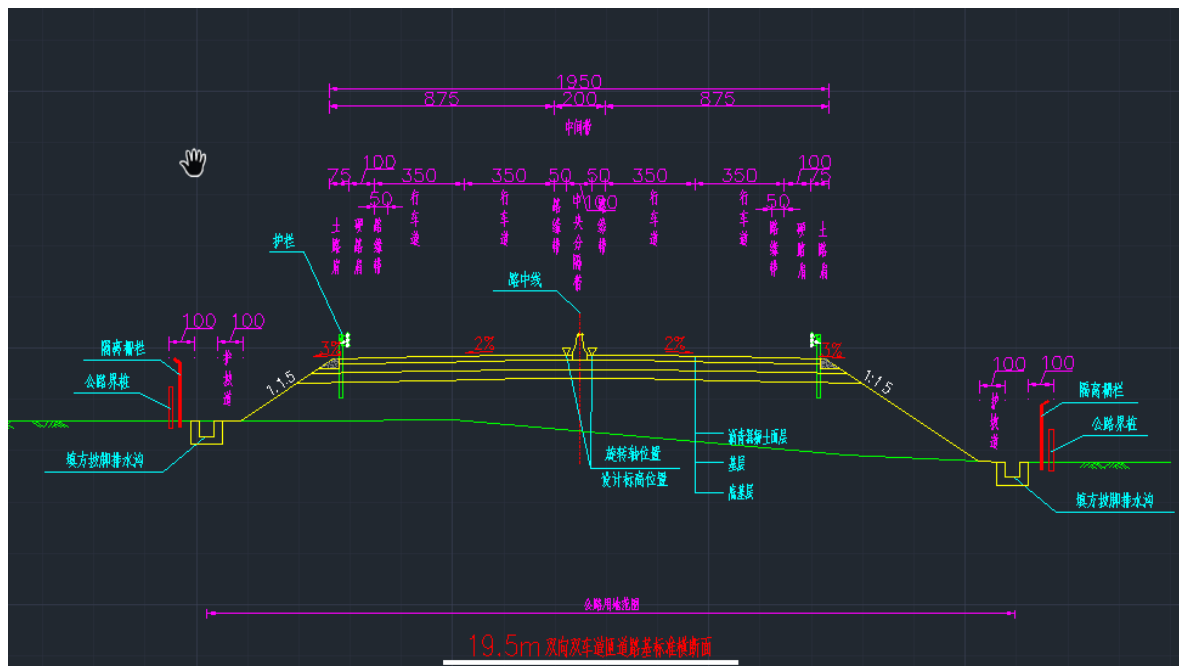 1950
875 200 875
中间带
75 100 350 350 50 50 350 350 100 75
50 100 50
土路肩
硬路肩
路缘带
行车道
行车道
路缘带
中央分隔带
路缘带
行车道
行车道
路缘带
硬路肩
土路肩
护栏
路中线
100 100
隔离栅栏
公路界桩
护坡道
1:1.5
3% 2% 2% 3%
1:1.5
100 100
护坡道
隔离栅栏
公路界桩
填方坡脚排水沟
旋转轴位置
设计标高位置
沥青混凝土面层
基层
底基层
填方坡脚排水沟
公路用地范围
19.5m 双向双车道匝道路基标准横断面